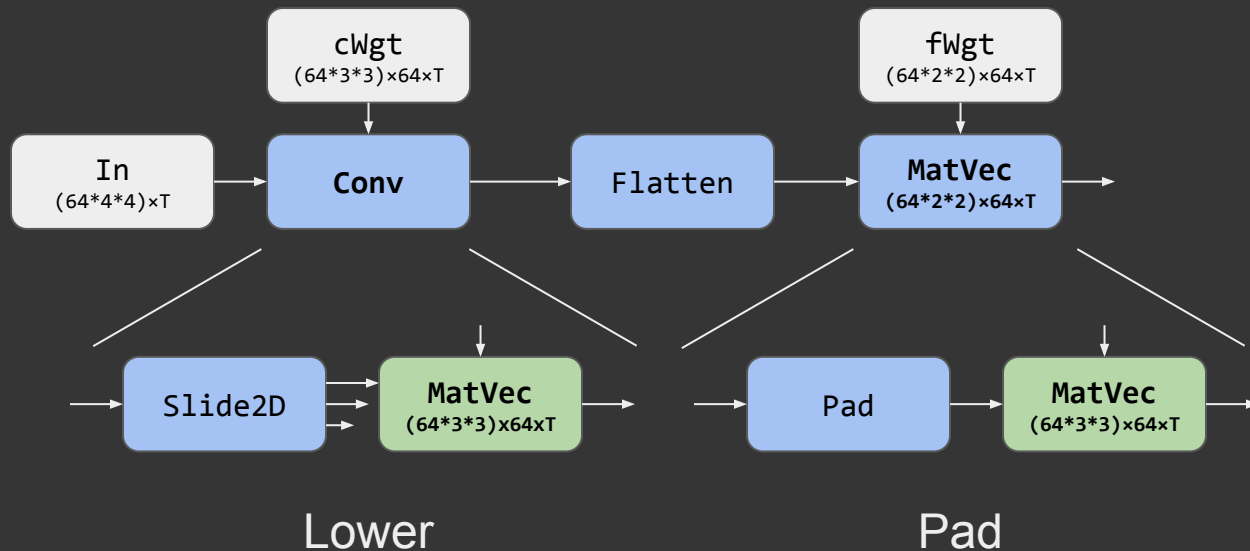 cWgt
(64*3*3)×64×T
fWgt
(64*2*2)×64×T
In
(64*4*4)×T
Conv
Flatten
MatVec
(64*2*2)×64×T
Slide2D
MatVec
(64*3*3)x64xT
Pad
MatVec
(64*3*3)×64×T
Lower
Pad